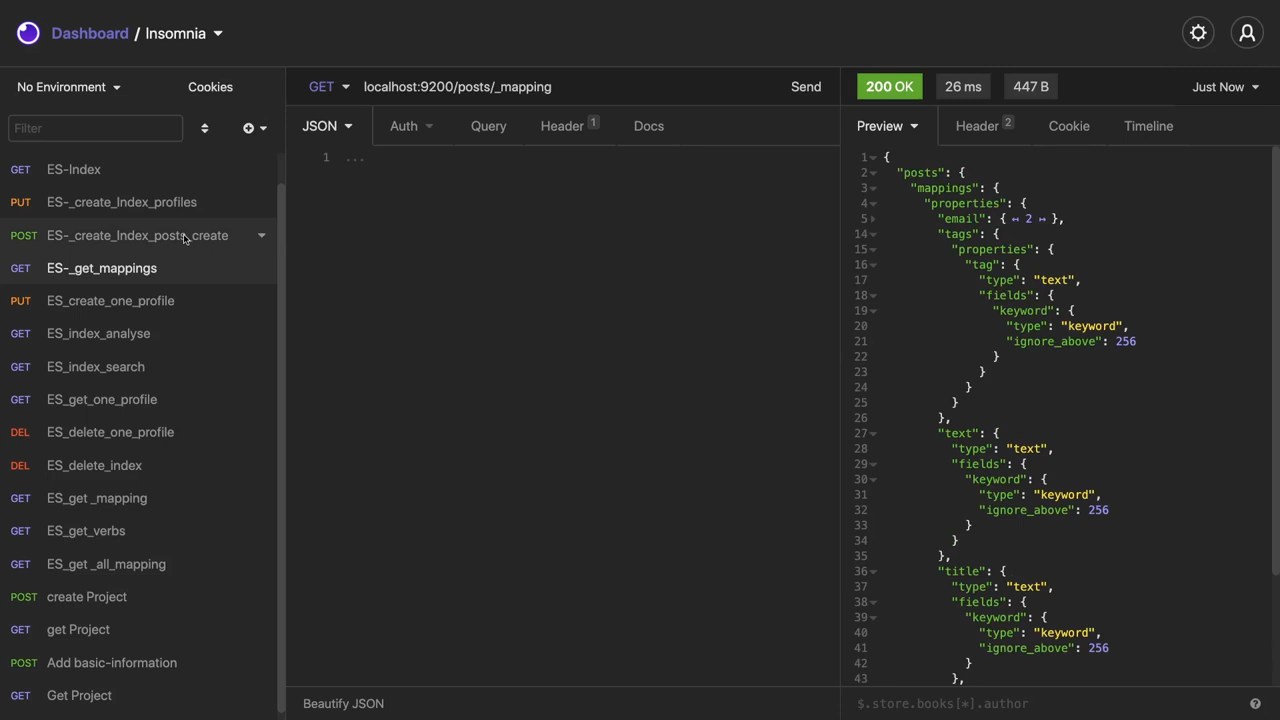 Dashboard / Insomnia
No Environment
Cookies
Filter
GET ES-Index
PUT ES-_create_Index_profiles
POST ES-_create_Index_posts_create
GET ES-_get_mappings
PUT ES_create_one_profile
GET ES_index_analyse
GET ES_index_search
GET ES_get_one_profile
DEL ES_delete_one_profile
DEL ES_delete_index
GET ES_get _mapping
GET ES_get_verbs
GET ES_get _all_mapping
POST create Project
GET get Project
POST Add basic-information
GET Get Project
GET localhost:9200/posts/_mapping Send
JSON Auth Query Header 1 Docs
1 ...
Beautify JSON
200 OK 26 ms 447 B Just Now
Preview Header 2 Cookie Timeline
1 {
2 "posts": {
3 "mappings": {
4 "properties": {
5 "email": { ↔ 2 ↔ },
14 "tags": {
15 "properties": {
16 "tag": {
17 "type": "text",
18 "fields": {
19 "keyword": {
20 "type": "keyword",
21 "ignore_above": 256
22 }
23 }
24 }
25 }
26 },
27 "text": {
28 "type": "text",
29 "fields": {
30 "keyword": {
31 "type": "keyword",
32 "ignore_above": 256
33 }
34 }
35 },
36 "title": {
37 "type": "text",
38 "fields": {
39 "keyword": {
40 "type": "keyword",
41 "ignore_above": 256
42 }
43 },
$.store.books[*].author